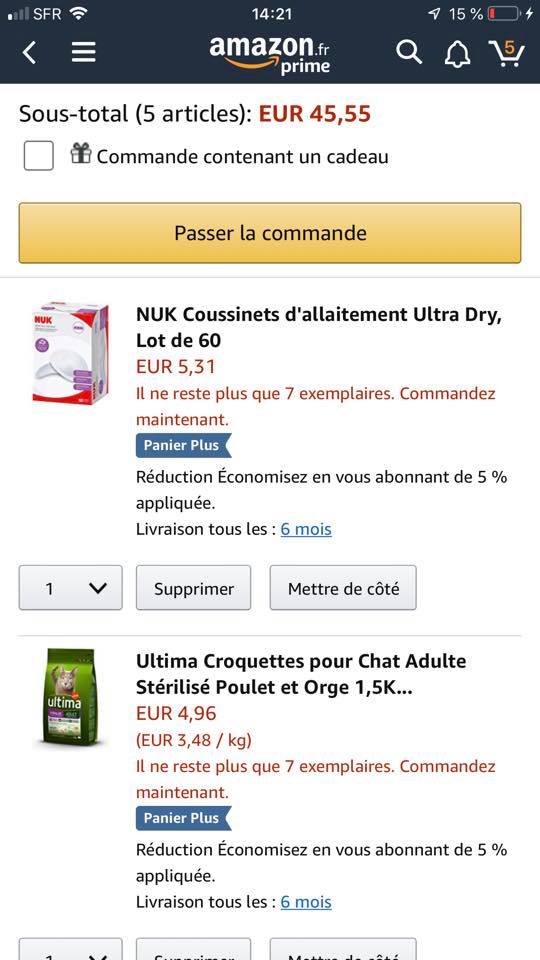 SFR 14:21 15 %
amazon.fr
prime
5
Sous-total (5 articles): EUR 45,55
Commande contenant un cadeau
Passer la commande
NUK
NUK Coussinets d'allaitement Ultra Dry,
Lot de 60
EUR 5,31
Il ne reste plus que 7 exemplaires. Commandez
maintenant.
Panier Plus
Réduction Économisez en vous abonnant de 5 %
appliquée.
Livraison tous les : 6 mois
1 Supprimer Mettre de côté
ultima
Ultima Croquettes pour Chat Adulte
Stérilisé Poulet et Orge 1,5K...
EUR 4,96
(EUR 3,48 / kg)
Il ne reste plus que 7 exemplaires. Commandez
maintenant.
Panier Plus
Réduction Économisez en vous abonnant de 5 %
appliquée.
Livraison tous les : 6 mois
1 Supprimer Mettre de côté